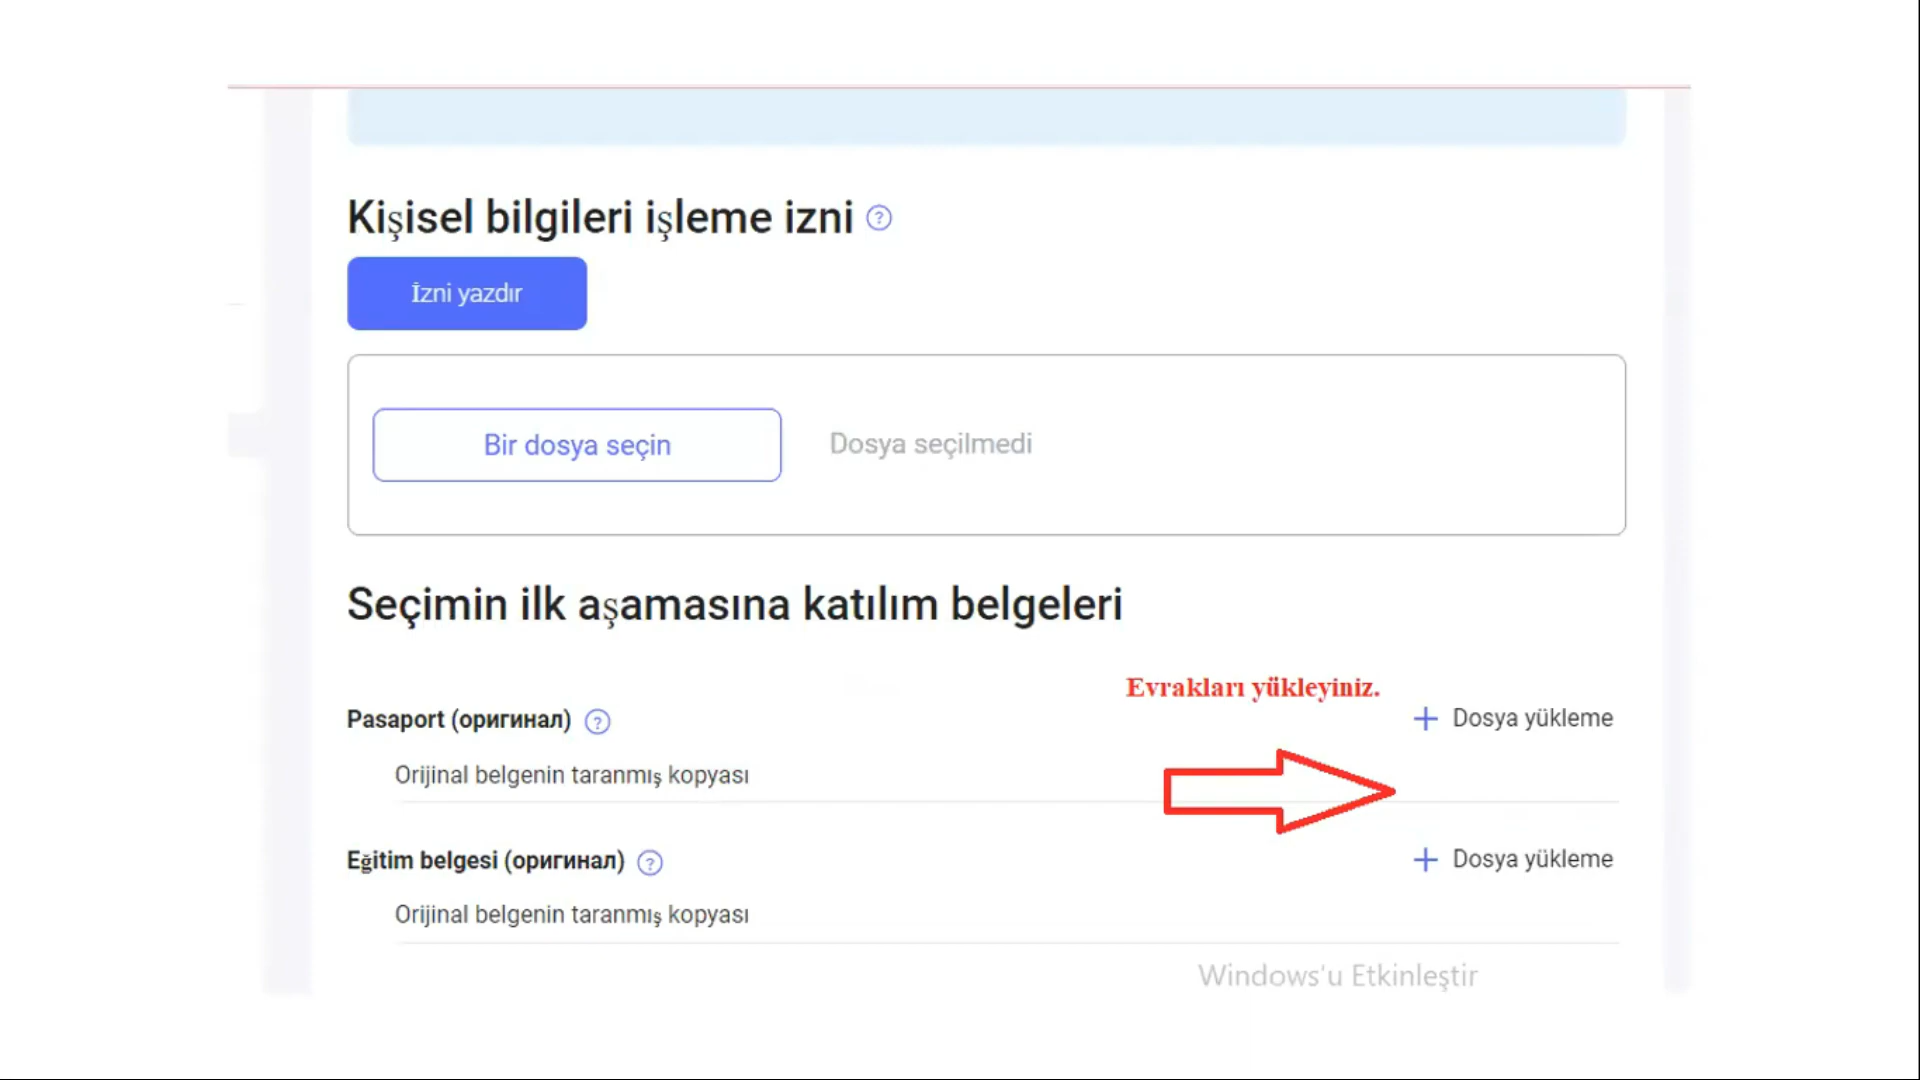 Kişisel bilgileri işleme izni ?
İzni yazdır
Bir dosya seçin
Dosya seçilmedi
Seçimin ilk aşamasına katılım belgeleri
Evrakları yükleyiniz.
Pasaport (оригинал) ?
+ Dosya yükleme
Orijinal belgenin taranmış kopyası
Eğitim belgesi (оригинал) ?
+ Dosya yükleme
Orijinal belgenin taranmış kopyası
Windows'u Etkinleştir